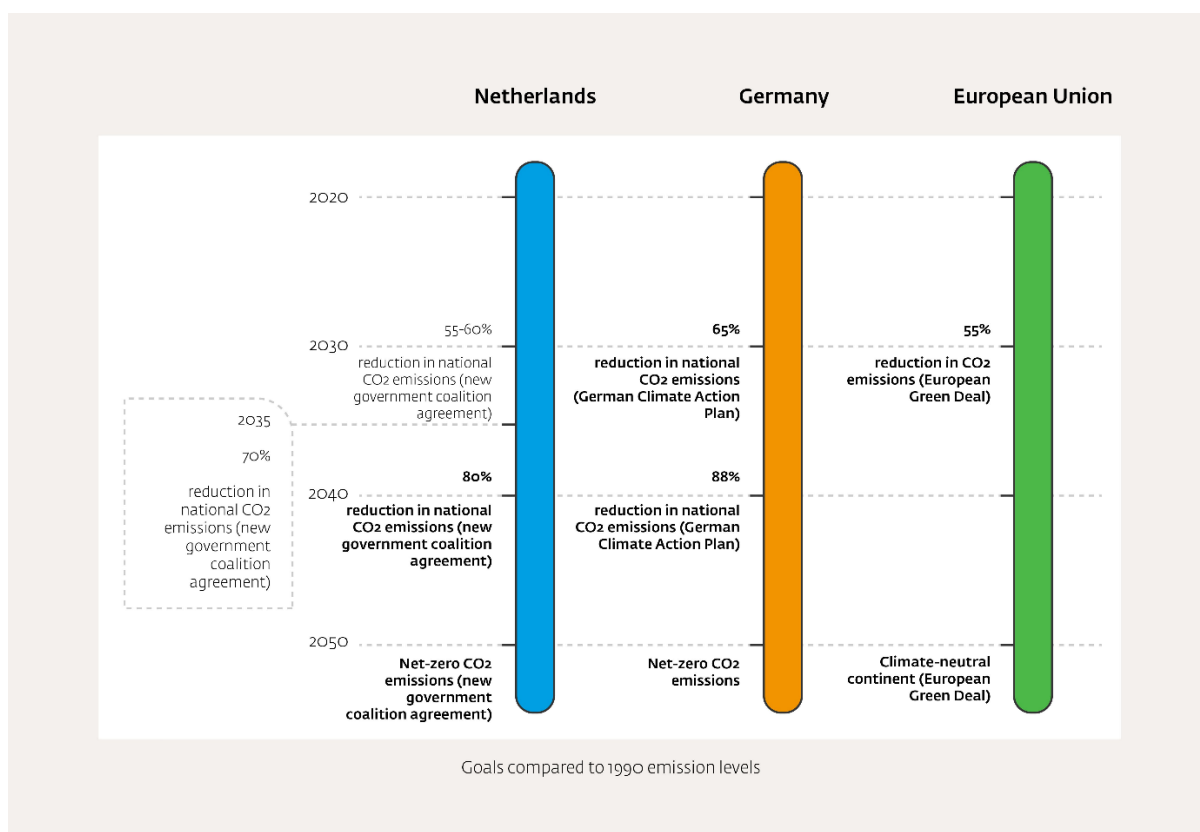 Netherlands
Germany
European Union
2020
2030
55-60%
reduction in national
CO2 emissions (new
government coalition
agreement)
65%
reduction in national
CO2 emissions
(German Climate Action
Plan)
55%
reduction in CO2
emissions (European
Green Deal)
2035
70%
reduction in
national CO2
emissions (new
government
coalition
agreement)
2040
80%
reduction in national
CO2 emissions (new
government coalition
agreement)
88%
reduction in national
CO2 emissions (German
Climate Action Plan)
2050
Net-zero CO2
emissions (new
government
coalition agreement)
Net-zero CO2
emissions
Climate-neutral
continent (European
Green Deal)
Goals compared to 1990 emission levels